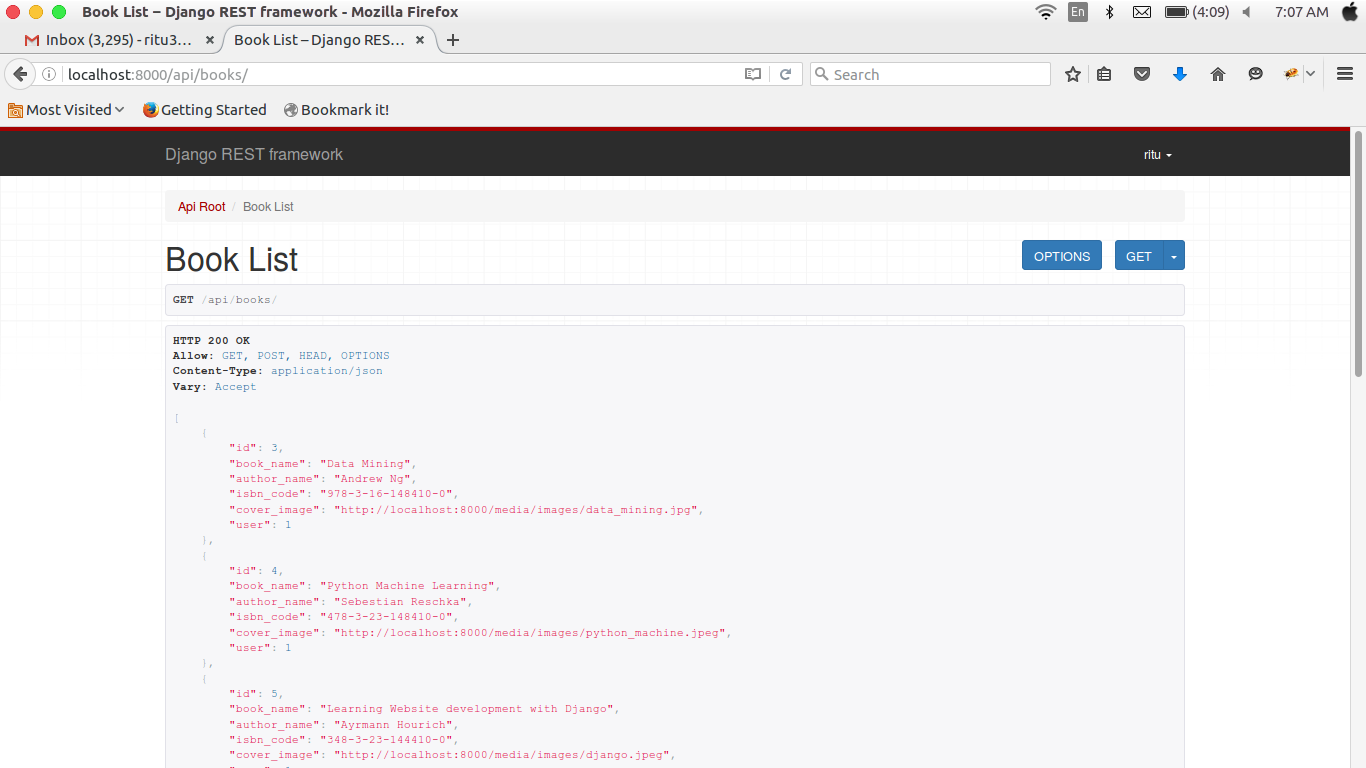 Book List – Django REST framework - Mozilla Firefox
En
(4:09)
7:07 AM
Inbox (3,295) - ritu3...
Book List – Django RES...
localhost:8000/api/books/
Search
Most Visited
Getting Started
Bookmark it!
Django REST framework
ritu
Api Root / Book List
Book List
OPTIONS
GET
GET /api/books/
HTTP 200 OK
Allow: GET, POST, HEAD, OPTIONS
Content-Type: application/json
Vary: Accept
[
{
"id": 3,
"book_name": "Data Mining",
"author_name": "Andrew Ng",
"isbn_code": "978-3-16-148410-0",
"cover_image": "http://localhost:8000/media/images/data_mining.jpg",
"user": 1
},
{
"id": 4,
"book_name": "Python Machine Learning",
"author_name": "Sebestian Reschka",
"isbn_code": "478-3-23-148410-0",
"cover_image": "http://localhost:8000/media/images/python_machine.jpeg",
"user": 1
},
{
"id": 5,
"book_name": "Learning Website development with Django",
"author_name": "Ayrmann Hourich",
"isbn_code": "348-3-23-144410-0",
"cover_image": "http://localhost:8000/media/images/django.jpeg",